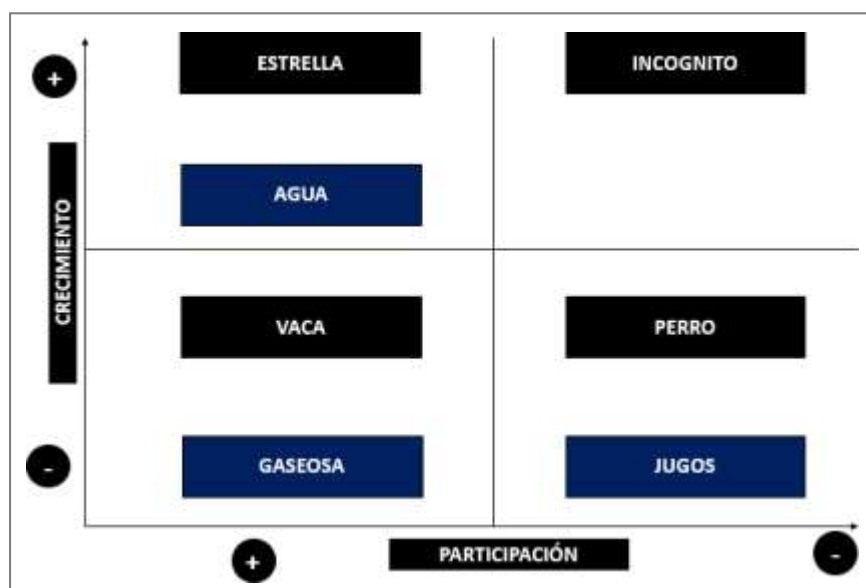 ESTRELLA
INCOGNITO
+
AGUA
CRECIMIENTO
VACA
PERRO
GASEOSA
JUGOS
-
+
PARTICIPACIÓN
-